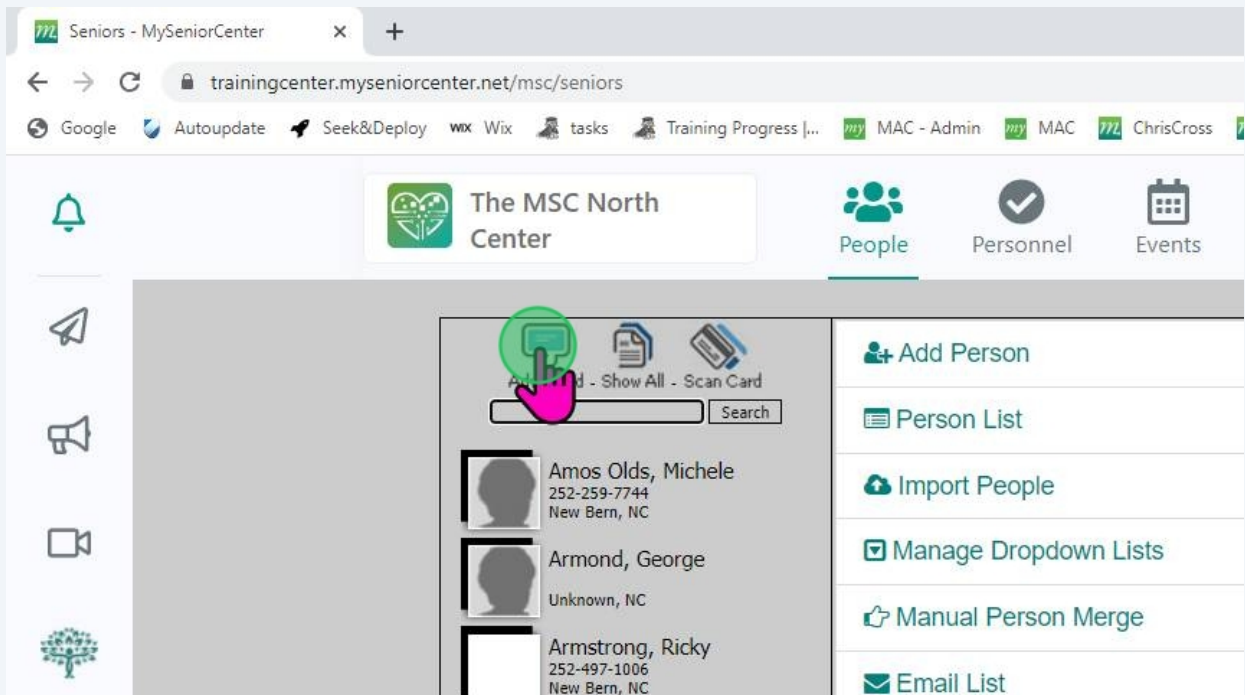 Seniors - MySeniorCenter
trainingcenter.myseniorcenter.net/msc/seniors
Google Autoupdate Seek&Deploy WIX Wix tasks Training Progress |... my MAC - Admin my MAC ChrisCross
The MSC North
Center
People Personnel Events
- Show All - Scan Card
Search
Amos Olds, Michele
252-259-7744
New Bern, NC
Armond, George
Unknown, NC
Armstrong, Ricky
252-497-1006
New Bern, NC
Add Person
Person List
Import People
Manage Dropdown Lists
Manual Person Merge
Email List